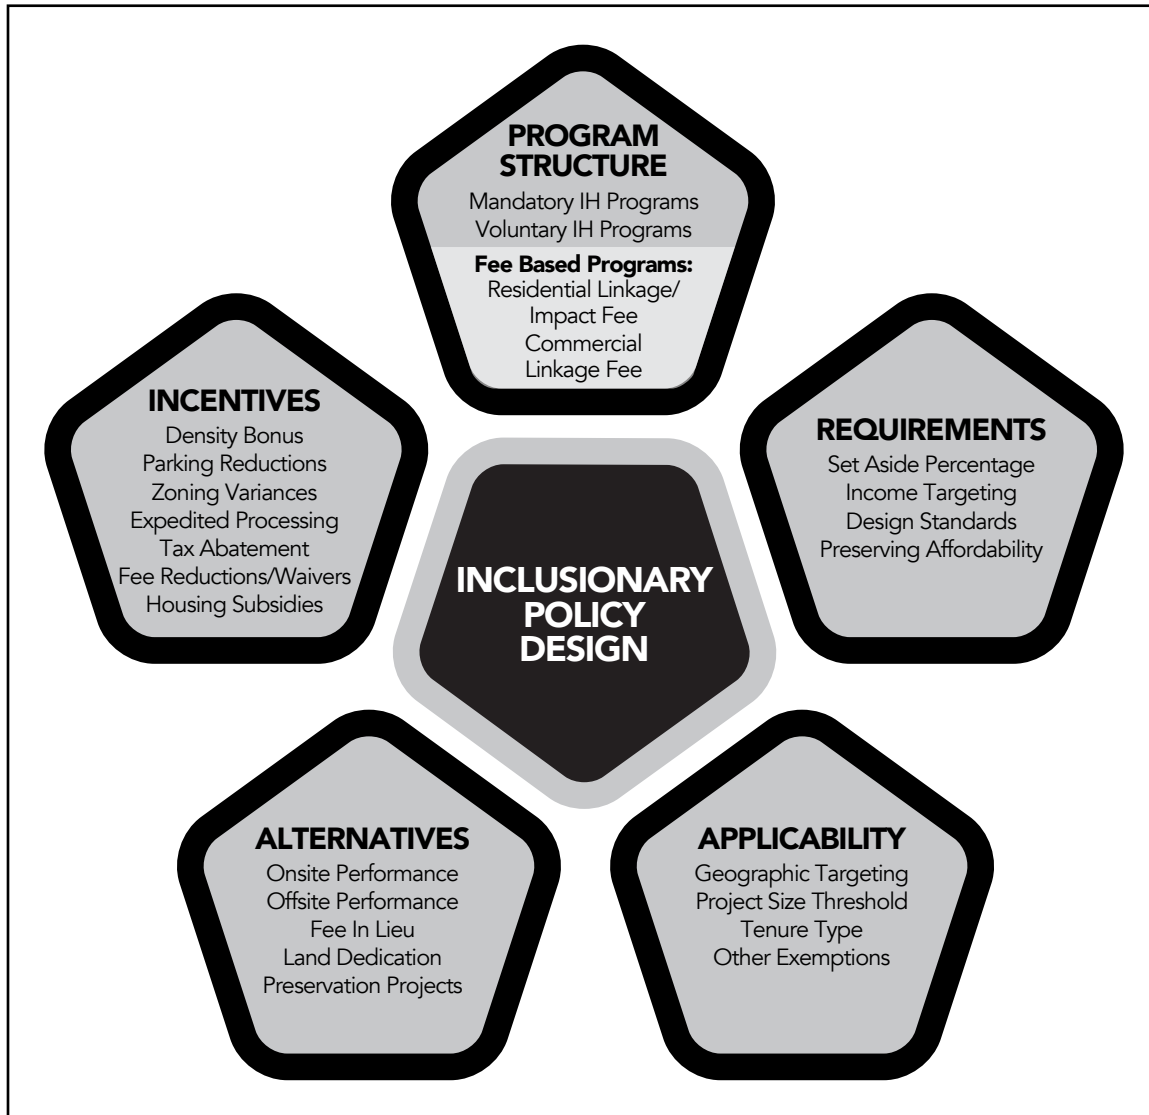 PROGRAM
STRUCTURE
Mandatory IH Programs
Voluntary IH Programs
Fee Based Programs:
Residential Linkage/
Impact Fee
Commercial
Linkage Fee
INCENTIVES
Density Bonus
Parking Reductions
Zoning Variances
Expedited Processing
Tax Abatement
Fee Reductions/Waivers
Housing Subsidies
REQUIREMENTS
Set Aside Percentage
Income Targeting
Design Standards
Preserving Affordability
INCLUSIONARY
POLICY
DESIGN
ALTERNATIVES
Onsite Performance
Offsite Performance
Fee In Lieu
Land Dedication
Preservation Projects
APPLICABILITY
Geographic Targeting
Project Size Threshold
Tenure Type
Other Exemptions